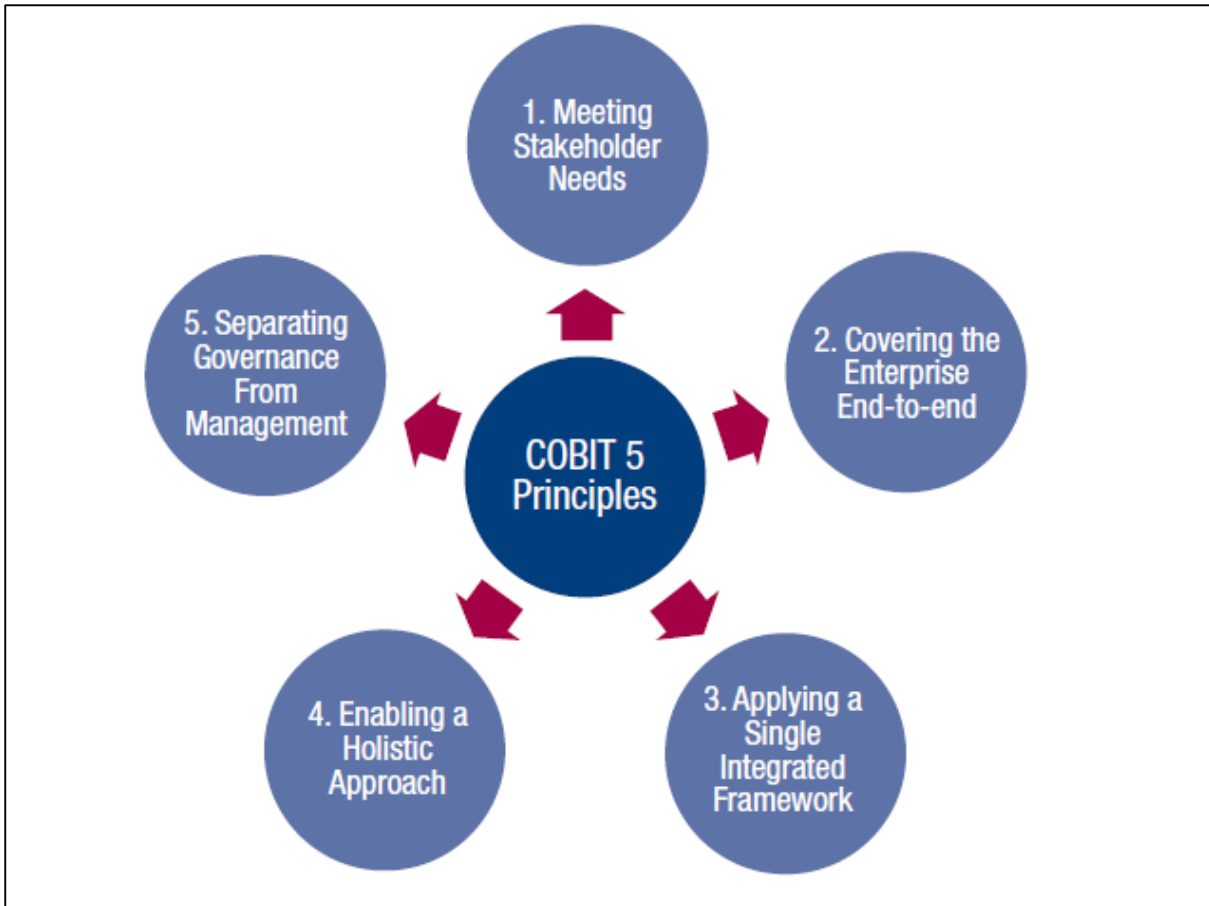 1. Meeting
Stakeholder
Needs
2. Covering the
Enterprise
End-to-end
3. Applying a
Single
Integrated
Framework
4. Enabling a
Holistic
Approach
5. Separating
Governance
From
Management
COBIT 5
Principles